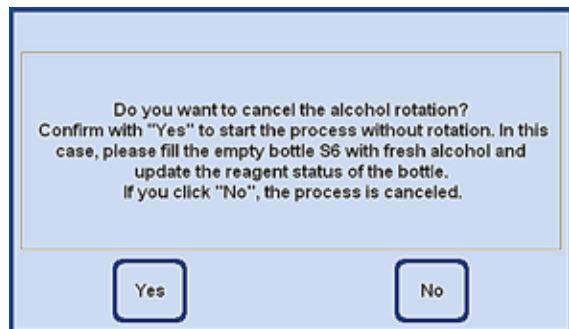 Do you want to cancel the alcohol rotation?
Confirm with "Yes" to start the process without rotation. In this
case, please fill the empty bottle S6 with fresh alcohol and
update the reagent status of the bottle.
If you click "No", the process is canceled.
Yes
No